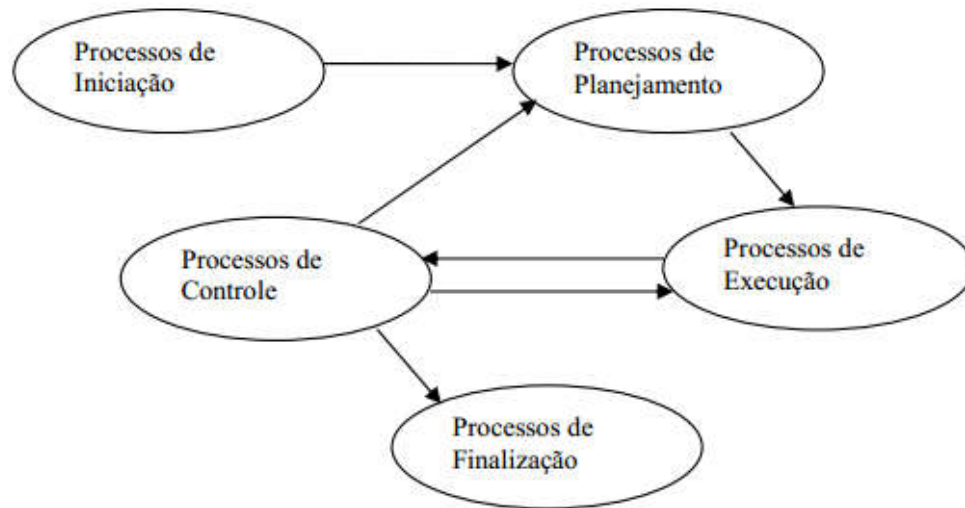 Processos de
Iniciação
Processos de
Planejamento
Processos de
Controle
Processos de
Execução
Processos de
Finalização